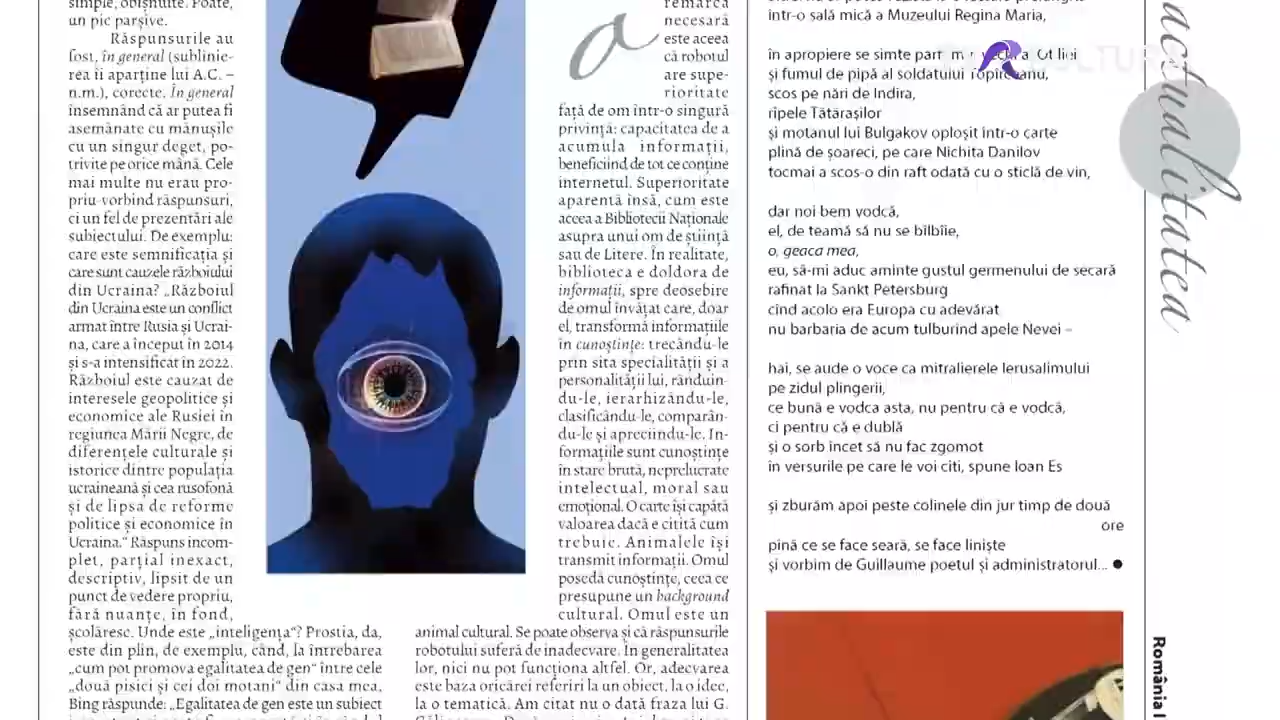 simple, obișnuite. Poate,
un pic parșive.
Răspunsurile au
fost, în general (sublinie-
rea îi aparține lui A.C. –
n.m.), corecte. În general
însemnând că ar putea fi
asemănate cu mănușile
cu un singur deget, po-
trivite pe orice mână. Cele
mai multe nu erau pro-
priu-vorbind răspunsuri,
ci un fel de prezentări ale
subiectului. De exemplu:
care este semnificația și
care sunt cauzele războiului
din Ucraina? „Războiul
din Ucraina este un conflict
armat între Rusia și Ucrai-
na, care a început în 2014
și s-a intensificat în 2022.
Războiul este cauzat de
interesele geopolitice și
economice ale Rusiei în
regiunea Mării Negre, de
diferențele culturale și
istorice dintre populația
ucraineană și cea rusofonă
și de lipsa de reforme
politice și economice în
Ucraina.“ Răspuns incom-
plet, parțial inexact,
descriptiv, lipsit de un
punct de vedere propriu,
fără nuanțe, în fond,
școlăresc. Unde este „inteligența“? Prostia, da,
este din plin, de exemplu, când, la întrebarea
„cum pot promova egalitatea de gen“ între cele
„două pisici și cei doi motani“ din casa mea,
Bing răspunde: „Egalitatea de gen este un subiect
a
remarcă
necesară
este aceea
că robotul
are supe-
rioritate
față de om într-o singură
privință: capacitatea de a
acumula informații,
beneficiind de tot ce conține
internetul. Superioritate
aparentă însă, cum este
aceea a Bibliotecii Naționale
asupra unui om de știință
sau de Litere. În realitate,
biblioteca e doldora de
informații, spre deosebire
de omul învățat care, doar
el, transformă informațiile
în cunoștințe: trecându-le
prin sita specialității și a
personalității lui, rânduin-
du-le, ierarhizându-le,
clasificându-le, comparân-
du-le și apreciindu-le. In-
formațiile sunt cunoștințe
în stare brută, neprelucrate
intelectual, moral sau
emoțional. O carte își capătă
valoarea dacă e citită cum
trebuie. Animalele își
transmit informații. Omul
posedă cunoștințe, ceea ce
presupune un background
cultural. Omul este un
animal cultural. Se poate observa și că răspunsurile
robotului suferă de inadecvare. În generalitatea
lor, nici nu pot funcționa altfel. Or, adecvarea
este baza oricărei referiri la un obiect, la o idee,
la o tematică. Am citat nu o dată fraza lui G.
într-o sală mică a Muzeului Regina Maria,
în apropiere se simte
și fumul de pipă al soldatului Topîrceanu,
scos pe nări de Indira,
rîpele Tătărașilor
și motanul lui Bulgakov oploșit într-o carte
plină de șoareci, pe care Nichita Danilov
tocmai a scos-o din raft odată cu o sticlă de vin,
dar noi bem vodcă,
el, de teamă să nu se bîlbîie,
o, geaca mea,
eu, să-mi aduc aminte gustul germenului de secară
rafinat la Sankt Petersburg
cînd acolo era Europa cu adevărat
nu barbaria de acum tulburînd apele Nevei –
hai, se aude o voce ca mitralierele Ierusalimului
pe zidul plîngerii,
ce bună e vodca asta, nu pentru că e vodcă,
ci pentru că e dublă
și o sorb încet să nu fac zgomot
în versurile pe care le voi citi, spune Ioan Es
și zburăm apoi peste colinele din jur timp de două
ore
pînă ce se face seară, se face liniște
și vorbim de Guillaume poetul și administratorul... ●
actualitatea
România